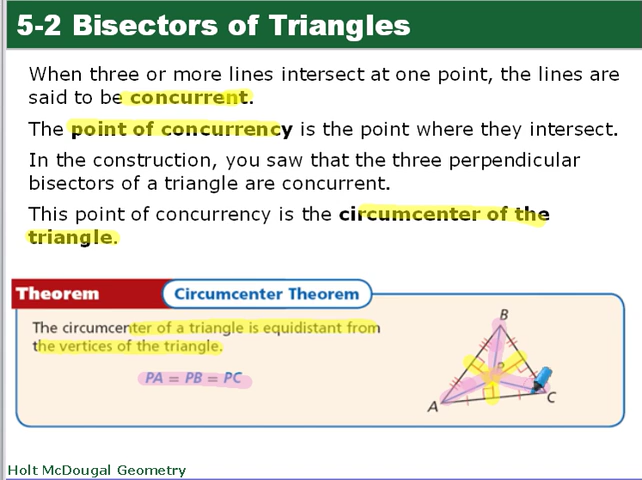 5-2 Bisectors of Triangles
When three or more lines intersect at one point, the lines are
said to be concurrent.
The point of concurrency is the point where they intersect.
In the construction, you saw that the three perpendicular
bisectors of a triangle are concurrent.
This point of concurrency is the circumcenter of the
triangle.
Theorem Circumcenter Theorem
The circumcenter of a triangle is equidistant from
the vertices of the triangle.
PA = PB = PC
B
P
A
C
Holt McDougal Geometry